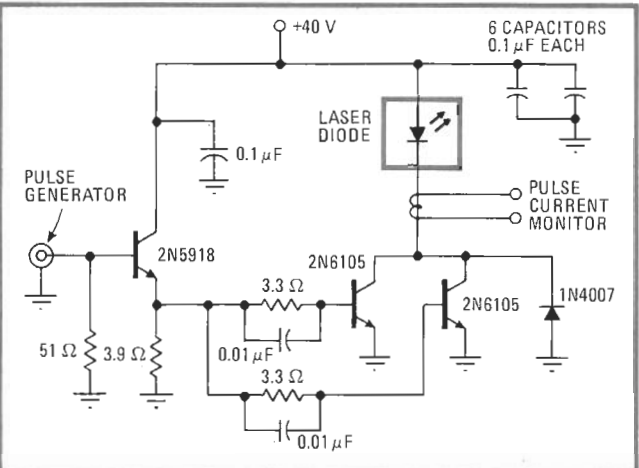 +40 V
6 CAPACITORS
0.1 μF EACH
LASER
DIODE
0.1 μF
PULSE
GENERATOR
PULSE
CURRENT
MONITOR
2N5918
2N6105
3.3 Ω
2N6105
1N4007
51 Ω
3.9 Ω
0.01 μF
3.3 Ω
0.01 μF